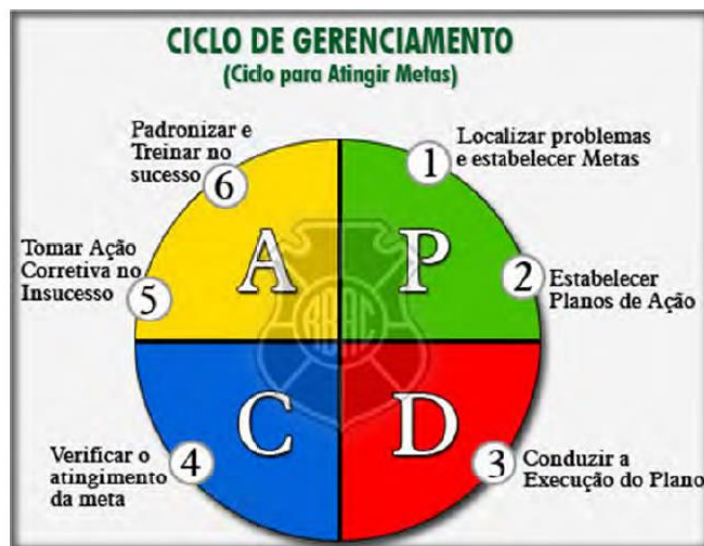 CICLO DE GERENCIAMENTO
(Ciclo para Atingir Metas)
1
Localizar problemas
e estabelecer Metas
2
Estabelecer
Planos de Ação
3
Conduzir a
Execução do Plano
4
Verificar o
atingimento
da meta
5
Tomar Ação
Corretiva no
Insucesso
6
Padronizar e
Treinar no
sucesso
A
P
C
D
RBAC